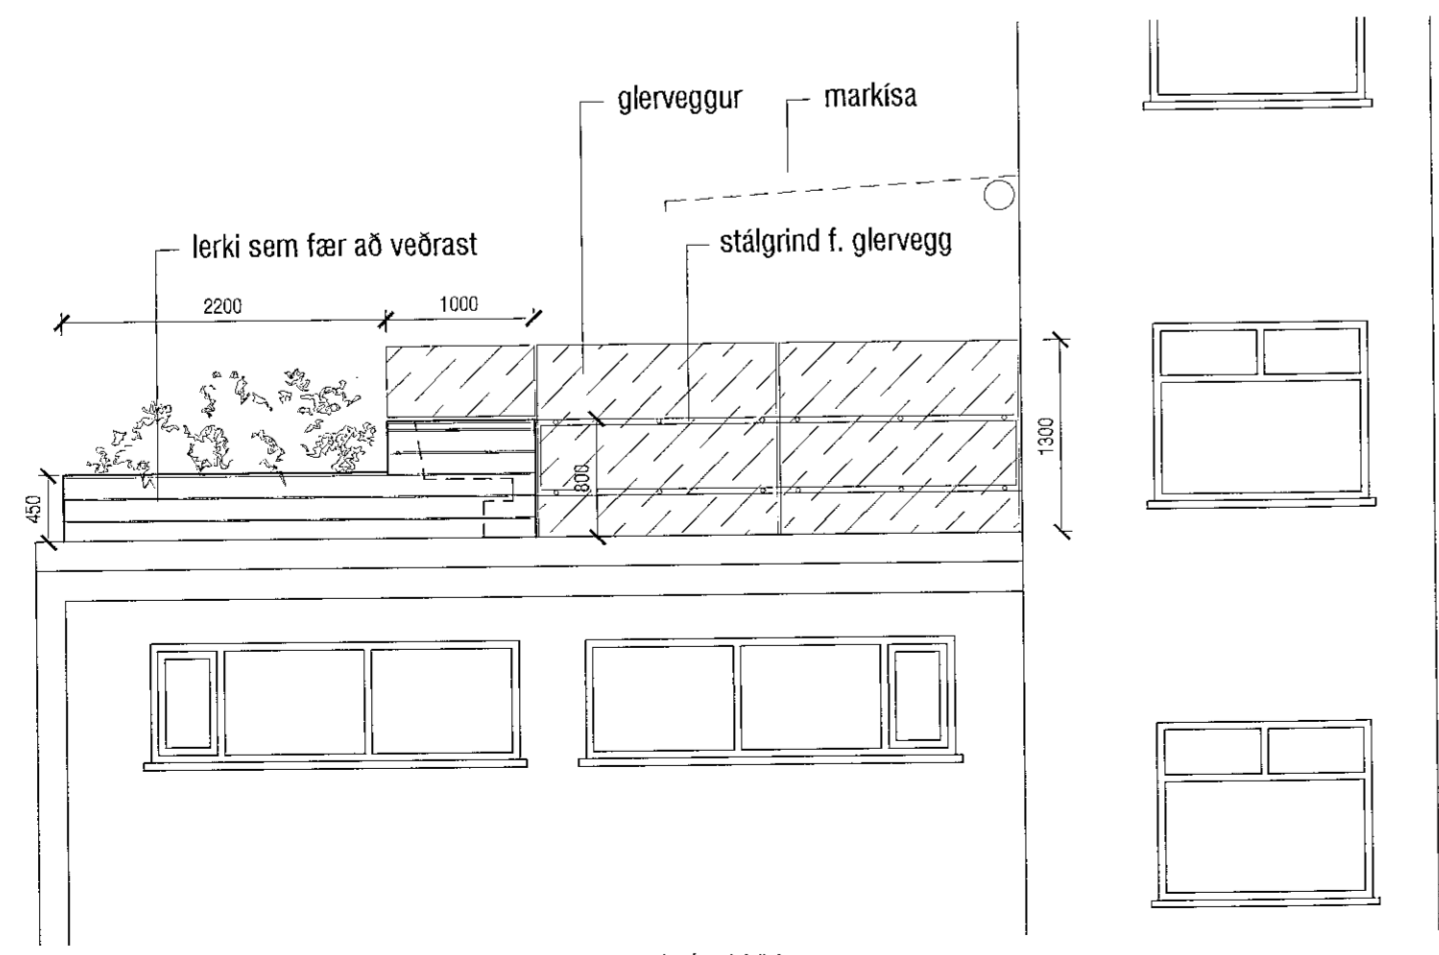 glerveggur
markísa
lerki sem fær að veðrast
stálgrind f. glervegg
2200
1000
1300
800
450